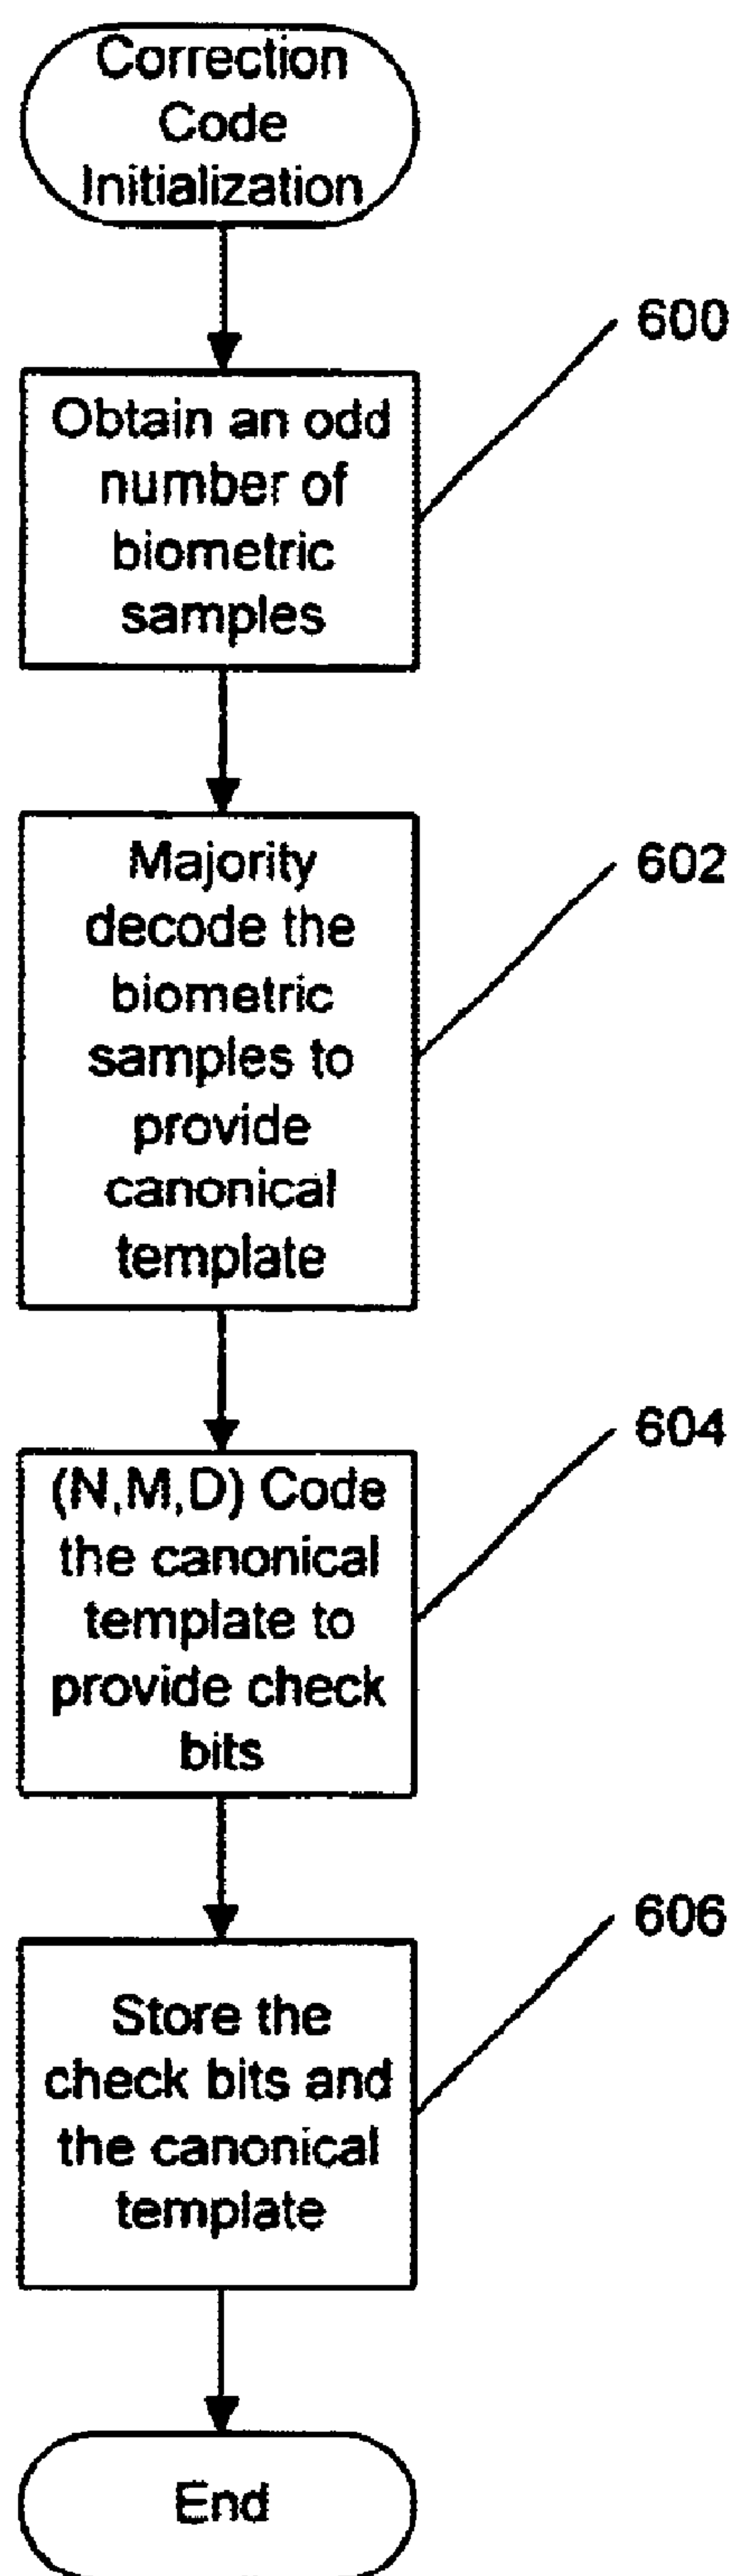 Correction
Code
Initialization
600
Obtain an odd
number of
biometric
samples
602
Majority
decode the
biometric
samples to
provide
canonical
template
604
(N,M,D) Code
the canonical
template to
provide check
bits
606
Store the
check bits and
the canonical
template
End